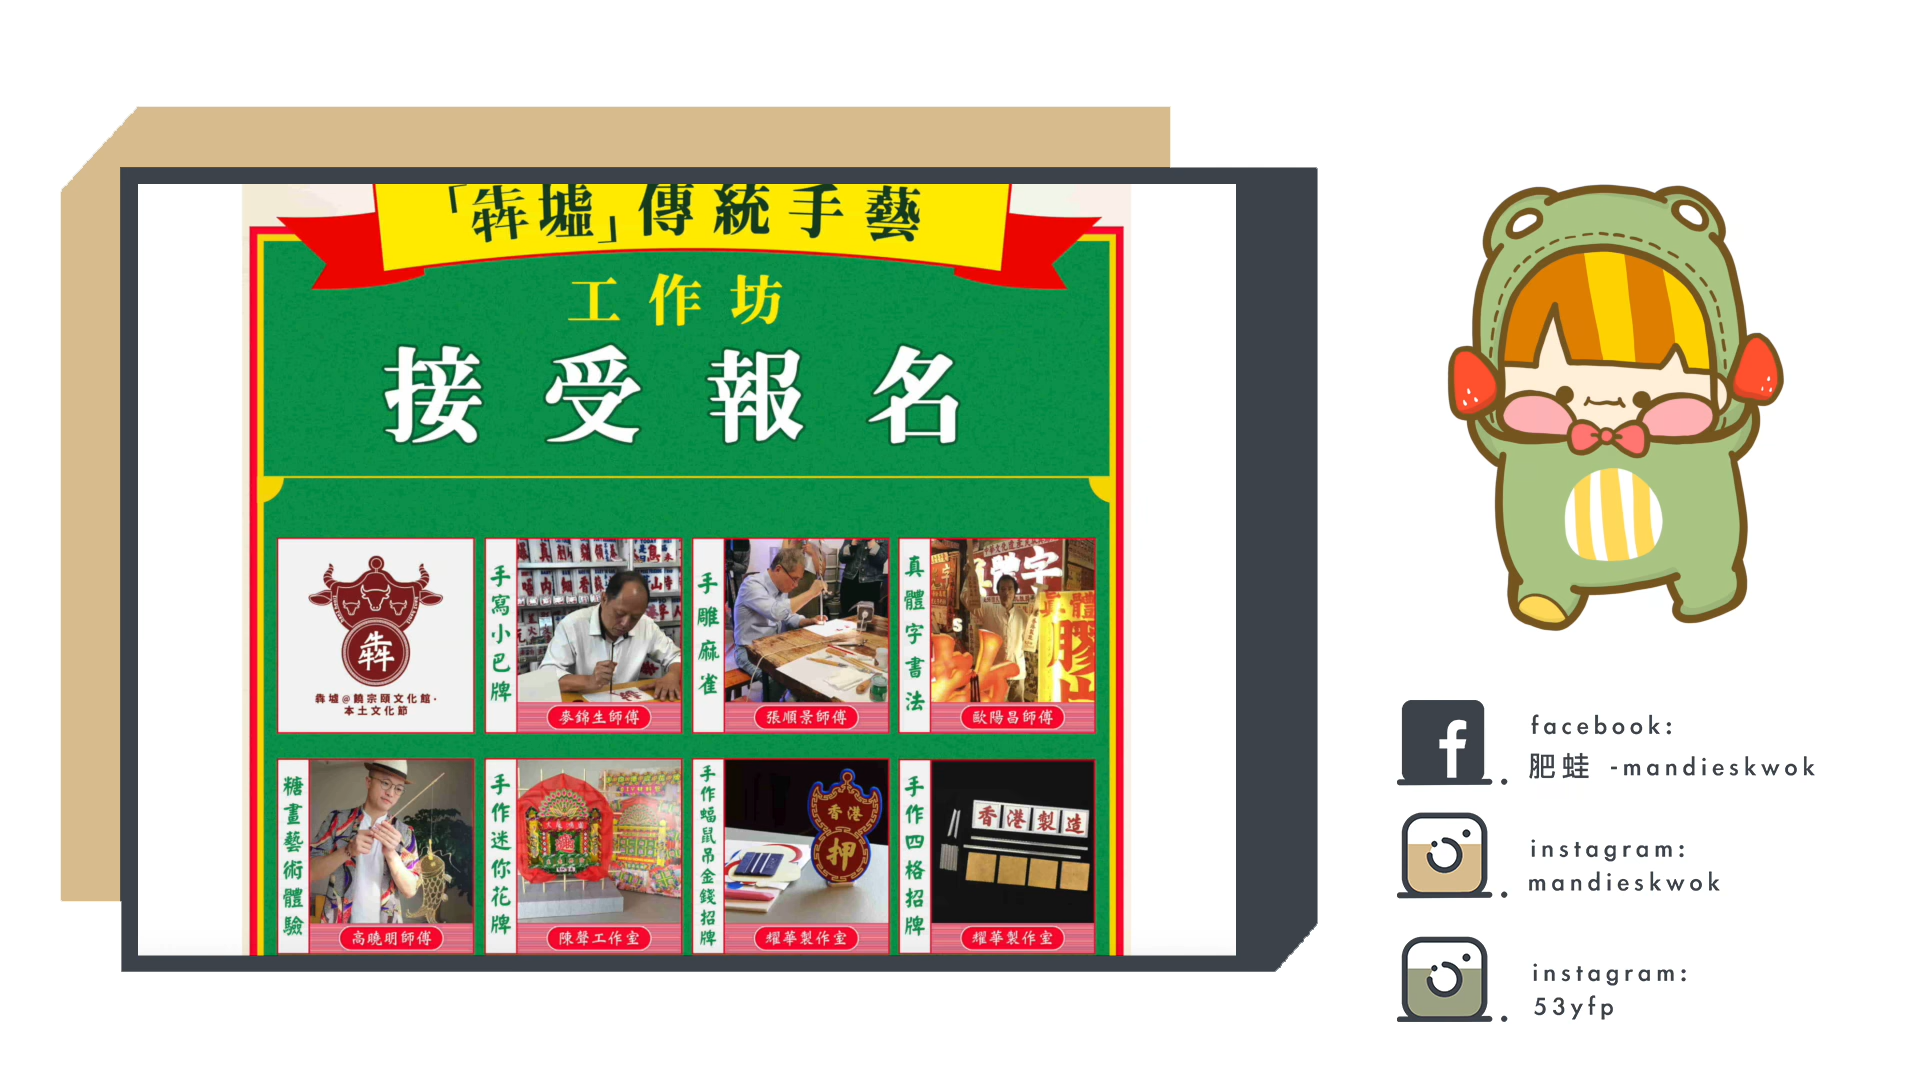 「犇墟」傳統手藝
工作坊
接受報名
犇
犇墟@饒宗頤文化館·
本土文化節
手寫小巴牌
麥錦生師傅
手雕麻雀
張順景師傅
真體字書法
歐陽昌師傅
糖畫藝術體驗
高曉明師傅
手作迷你花牌
陳聲工作室
手作蝠鼠吊金錢招牌
香港
押
耀華製作室
手作四格招牌
香港製造
耀華製作室
facebook:
肥蛙 -mandieskwok
instagram:
mandieskwok
instagram:
53yfp